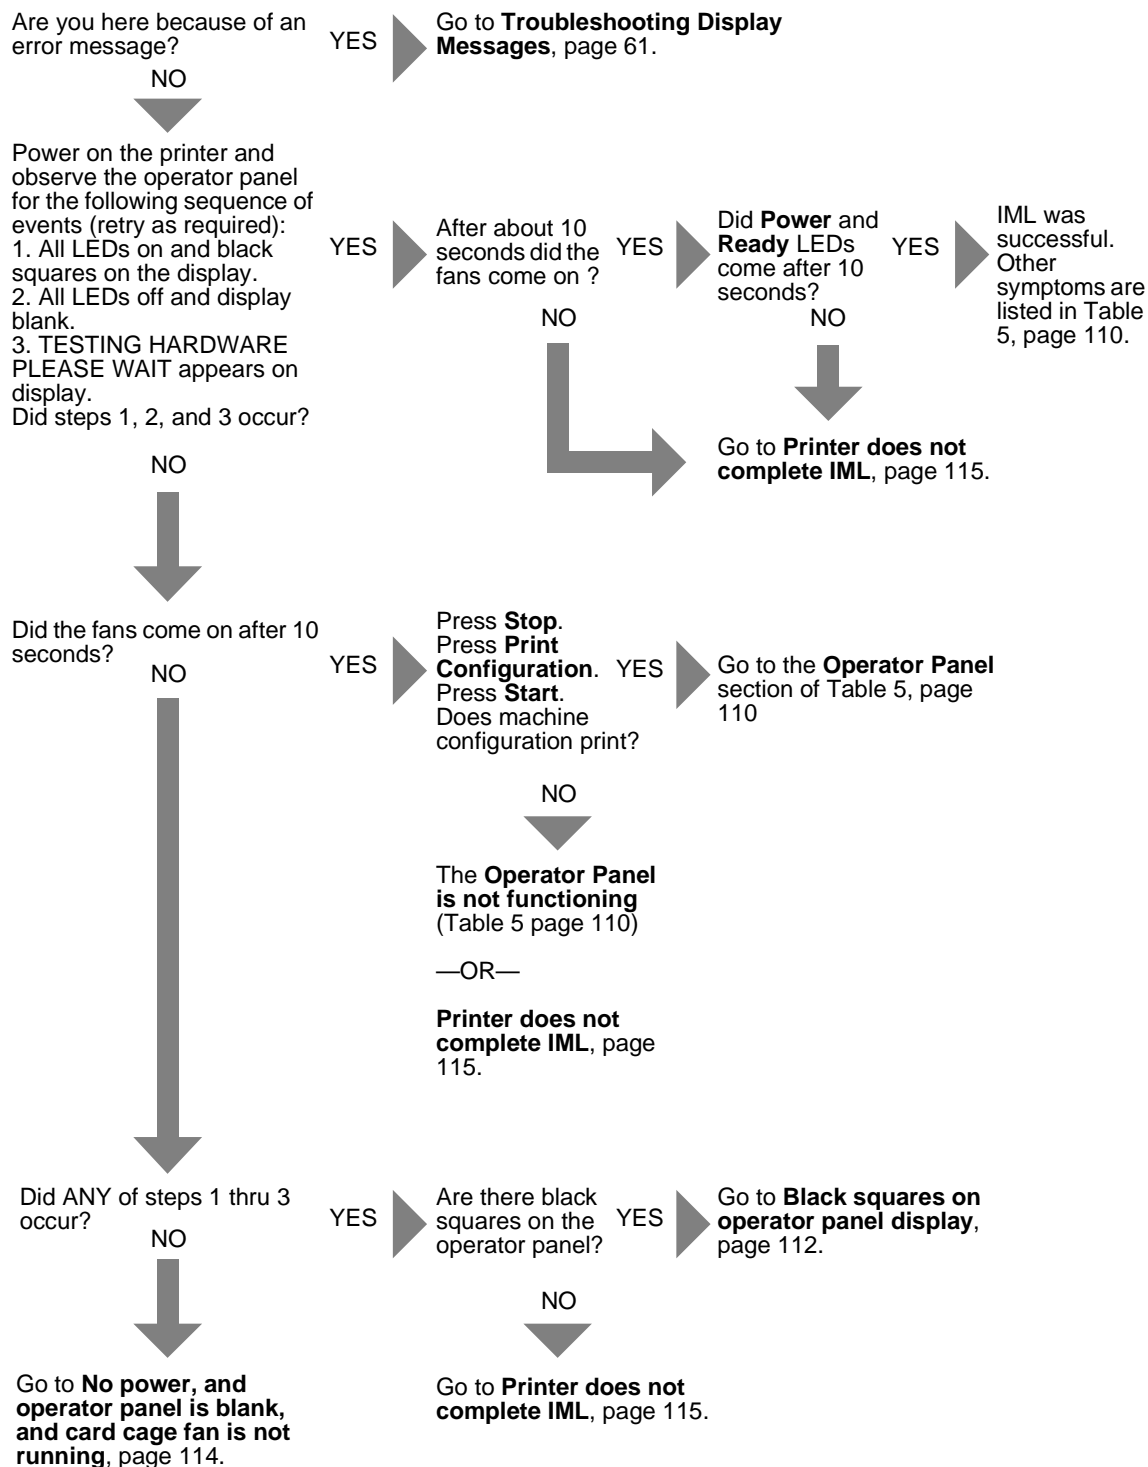 Are you here because of an
error message?
YES
Go to Troubleshooting Display
Messages, page 61.
NO
Power on the printer and
observe the operator panel
for the following sequence of
events (retry as required):
1. All LEDs on and black
squares on the display.
2. All LEDs off and display
blank.
3. TESTING HARDWARE
PLEASE WAIT appears on
display.
Did steps 1, 2, and 3 occur?
YES
After about 10
seconds did the
fans come on ?
YES
Did Power and
Ready LEDs
come after 10
seconds?
YES
IML was
successful.
Other
symptoms are
listed in Table
5, page 110.
NO
NO
Go to Printer does not
complete IML, page 115.
NO
Did the fans come on after 10
seconds?
YES
Press Stop.
Press Print
Configuration.
Press Start.
Does machine
configuration print?
YES
Go to the Operator Panel
section of Table 5, page
110
NO
NO
The Operator Panel
is not functioning
(Table 5 page 110)
—OR—
Printer does not
complete IML, page
115.
Did ANY of steps 1 thru 3
occur?
YES
Are there black
squares on the
operator panel?
YES
Go to Black squares on
operator panel display,
page 112.
NO
NO
Go to No power, and
operator panel is blank,
and card cage fan is not
running, page 114.
Go to Printer does not
complete IML, page 115.